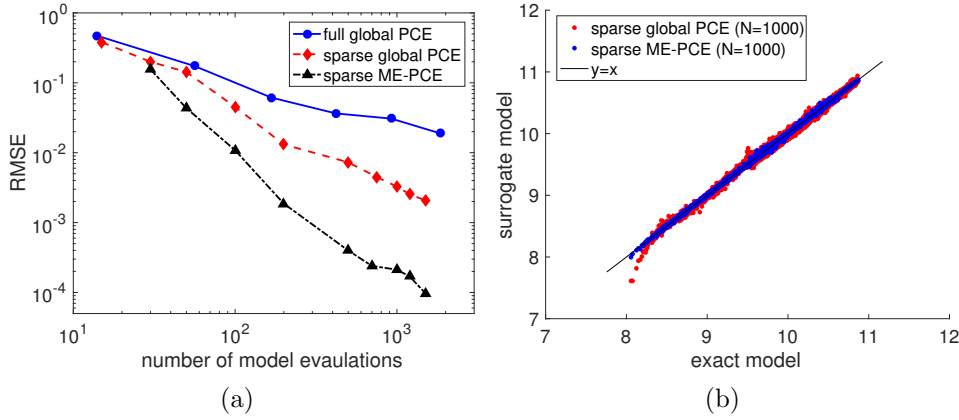 10^0
10^-1
10^-2
10^-3
10^-4
RMSE
full global PCE
sparse global PCE
sparse ME-PCE
10^1
10^2
10^3
number of model evaulations
(a)
12
11
10
9
8
7
surrogate model
sparse global PCE (N=1000)
sparse ME-PCE (N=1000)
y=x
7
8
9
10
11
12
exact model
(b)